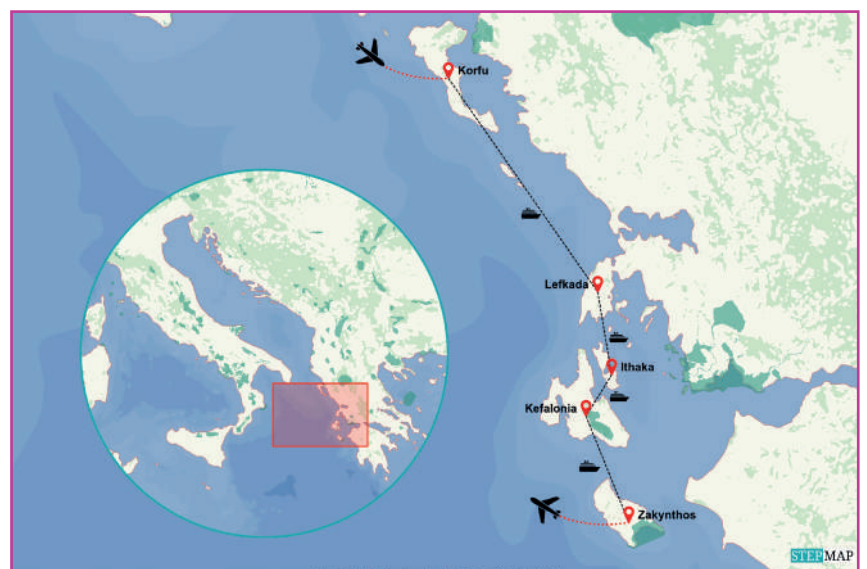 Korfu
Lefkada
Ithaka
Kefalonia
Zakynthos
STEPMAP